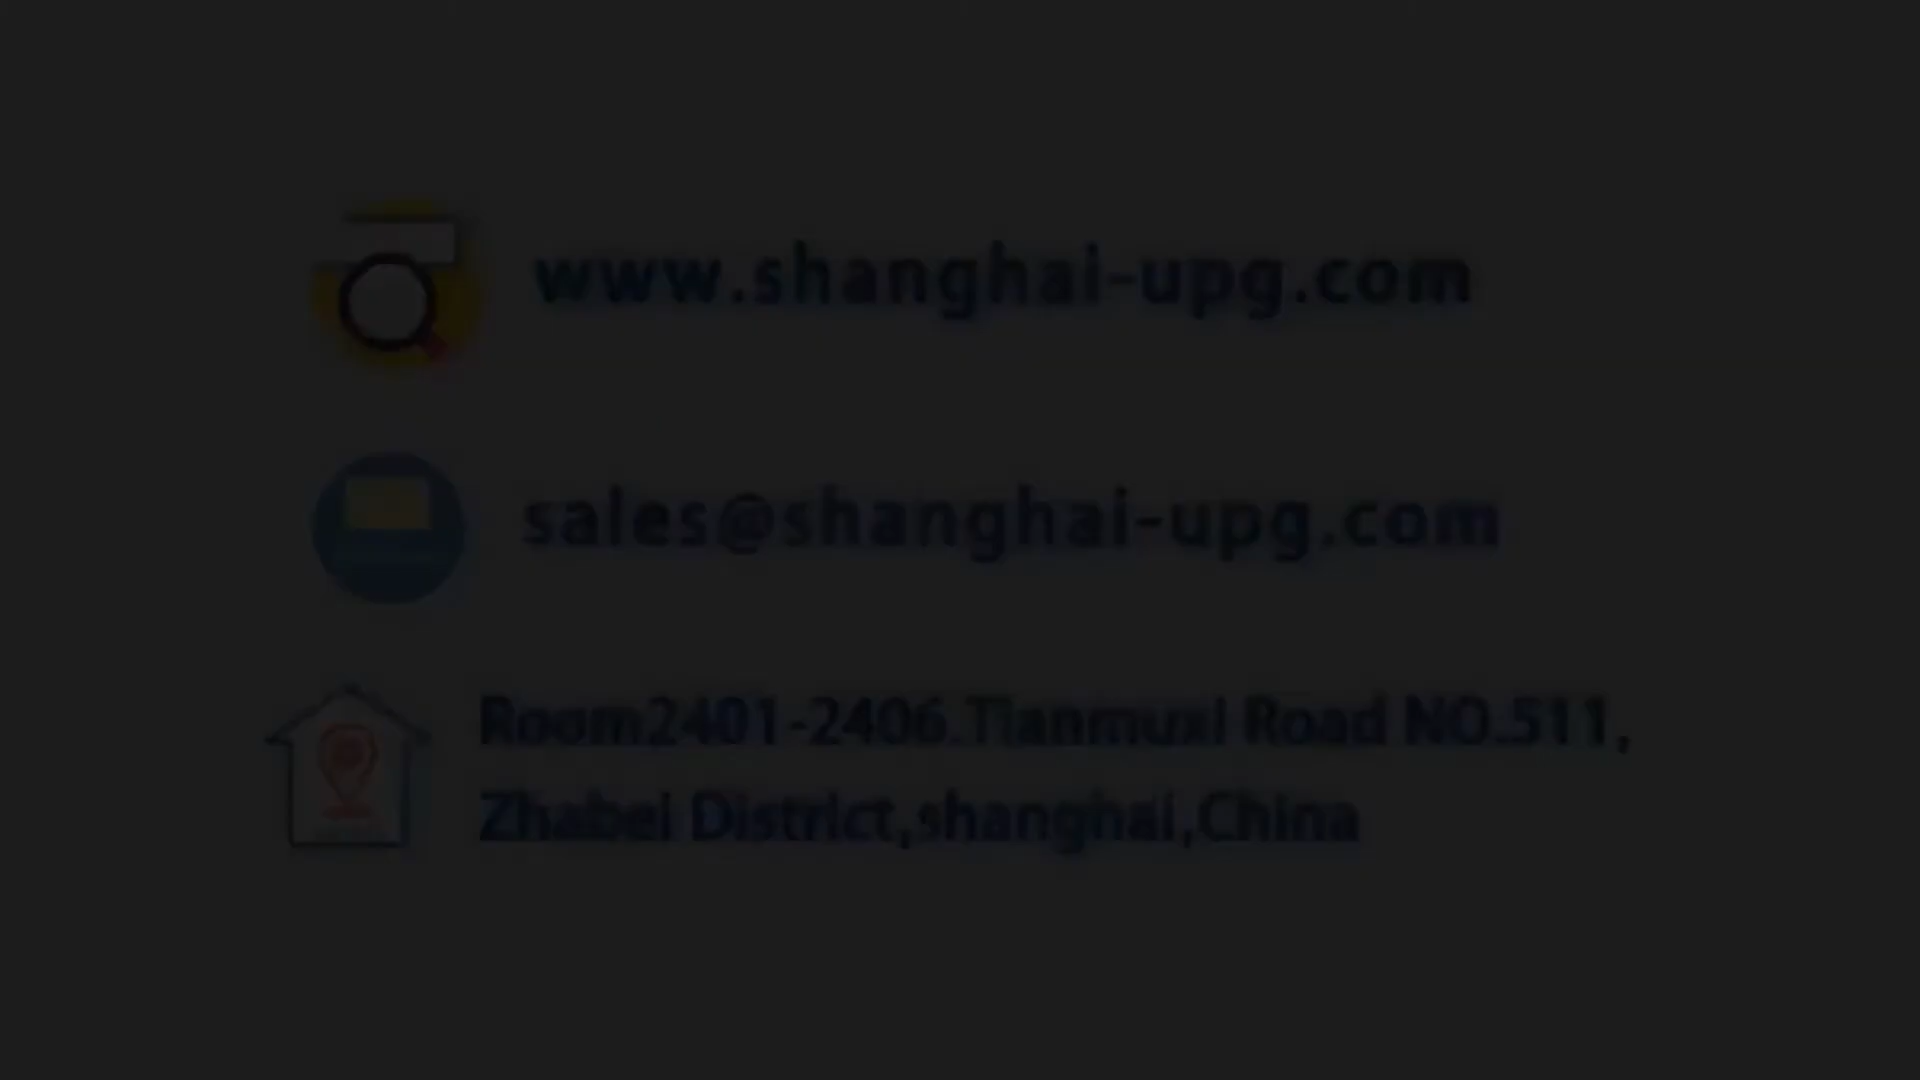 www.shanghai-upg.com
sales@shanghai-upg.com
Room2401-2406.Tianmuxi Road NO.511,
Zhabei District,shanghai,China